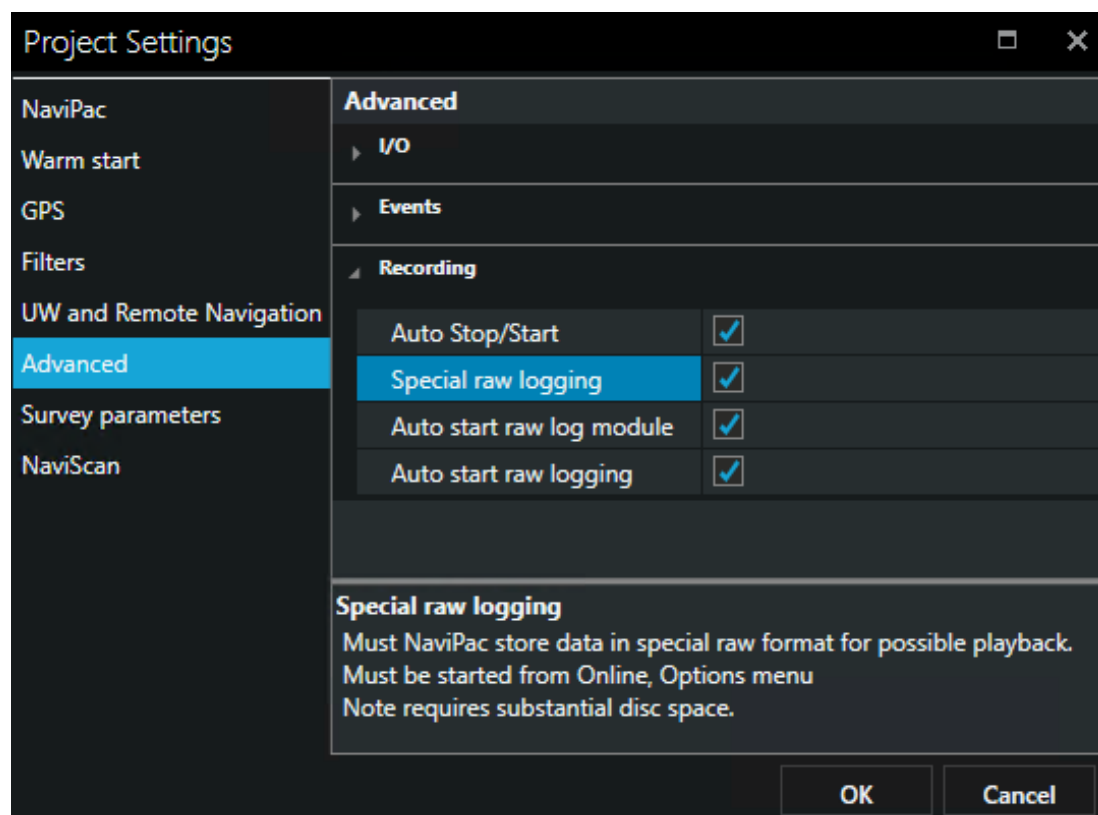 Project Settings
NaviPac
Warm start
GPS
Filters
UW and Remote Navigation
Advanced
Survey parameters
NaviScan
Advanced
I/O
Events
Recording
Auto Stop/Start
Special raw logging
Auto start raw log module
Auto start raw logging
Special raw logging
Must NaviPac store data in special raw format for possible playback.
Must be started from Online, Options menu
Note requires substantial disc space.
OK Cancel